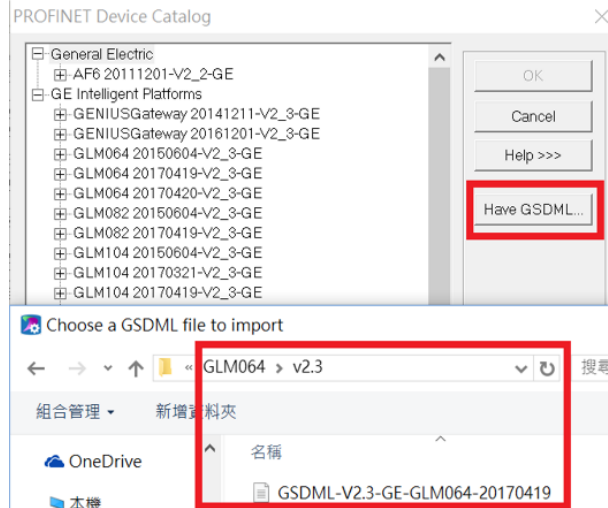 PROFINET Device Catalog
General Electric
AF6 20111201-V2_2-GE
GE Intelligent Platforms
GENIUSGateway 20141211-V2_3-GE
GENIUSGateway 20161201-V2_3-GE
GLM064 20150604-V2_3-GE
GLM064 20170419-V2_3-GE
GLM064 20170420-V2_3-GE
GLM082 20150604-V2_3-GE
GLM082 20170419-V2_3-GE
GLM104 20150604-V2_3-GE
GLM104 20170321-V2_3-GE
GLM104 20170419-V2_3-GE
OK
Cancel
Help >>>
Have GSDML...
Choose a GSDML file to import
« GLM064 > v2.3
搜尋
組合管理
新增資料夾
OneDrive
本機
名稱
GSDML-V2.3-GE-GLM064-20170419